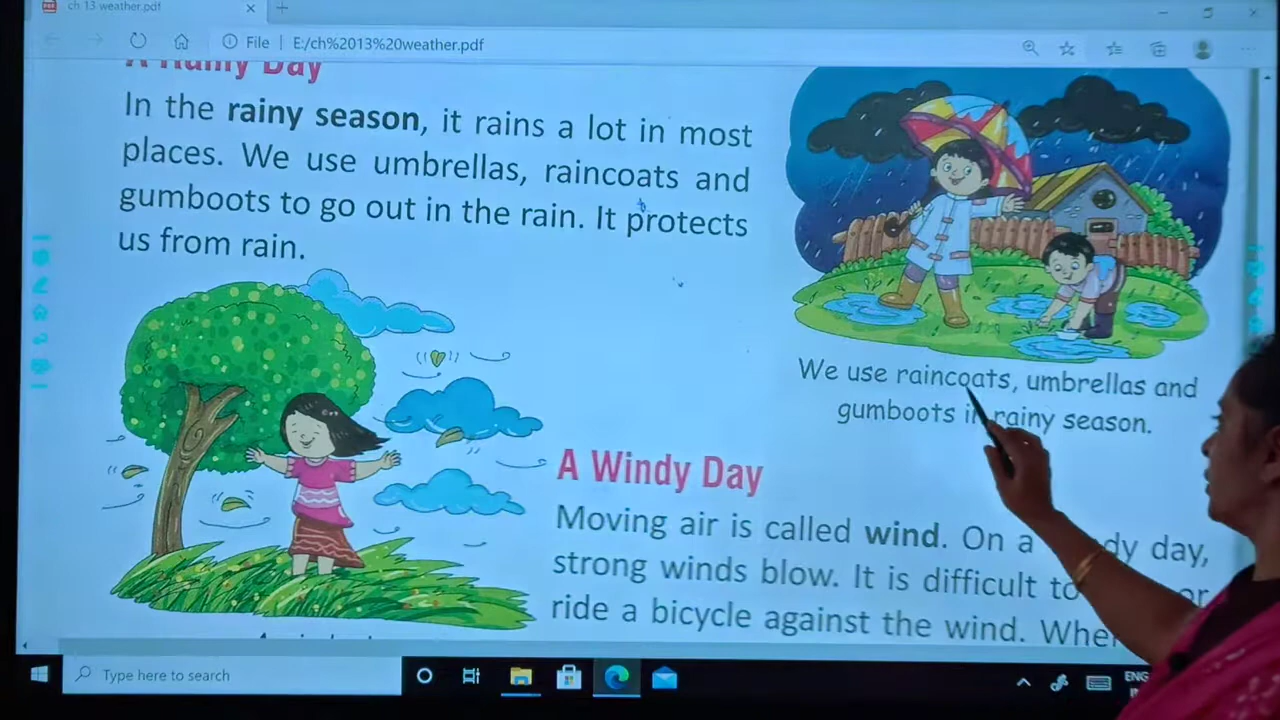 ch 13 weather.pdf
File | E:/ch%2013%20weather.pdf
A Rainy Day
In the rainy season, it rains a lot in most
places. We use umbrellas, raincoats and
gumboots to go out in the rain. It protects
us from rain.
We use raincoats, umbrellas and
gumboots in rainy season.
A Windy Day
Moving air is called wind. On a day,
strong winds blow. It is difficult to or
ride a bicycle against the wind.
Type here to search
ENG